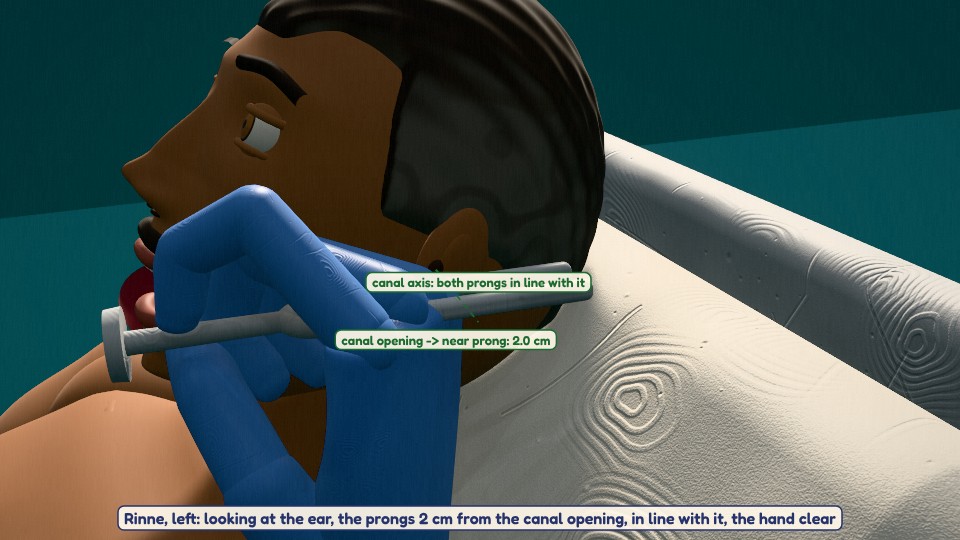 canal axis: both prongs in line with it
canal opening -> near prong: 2.0 cm
Rinne, left: looking at the ear, the prongs 2 cm from the canal opening, in line with it, the hand clear